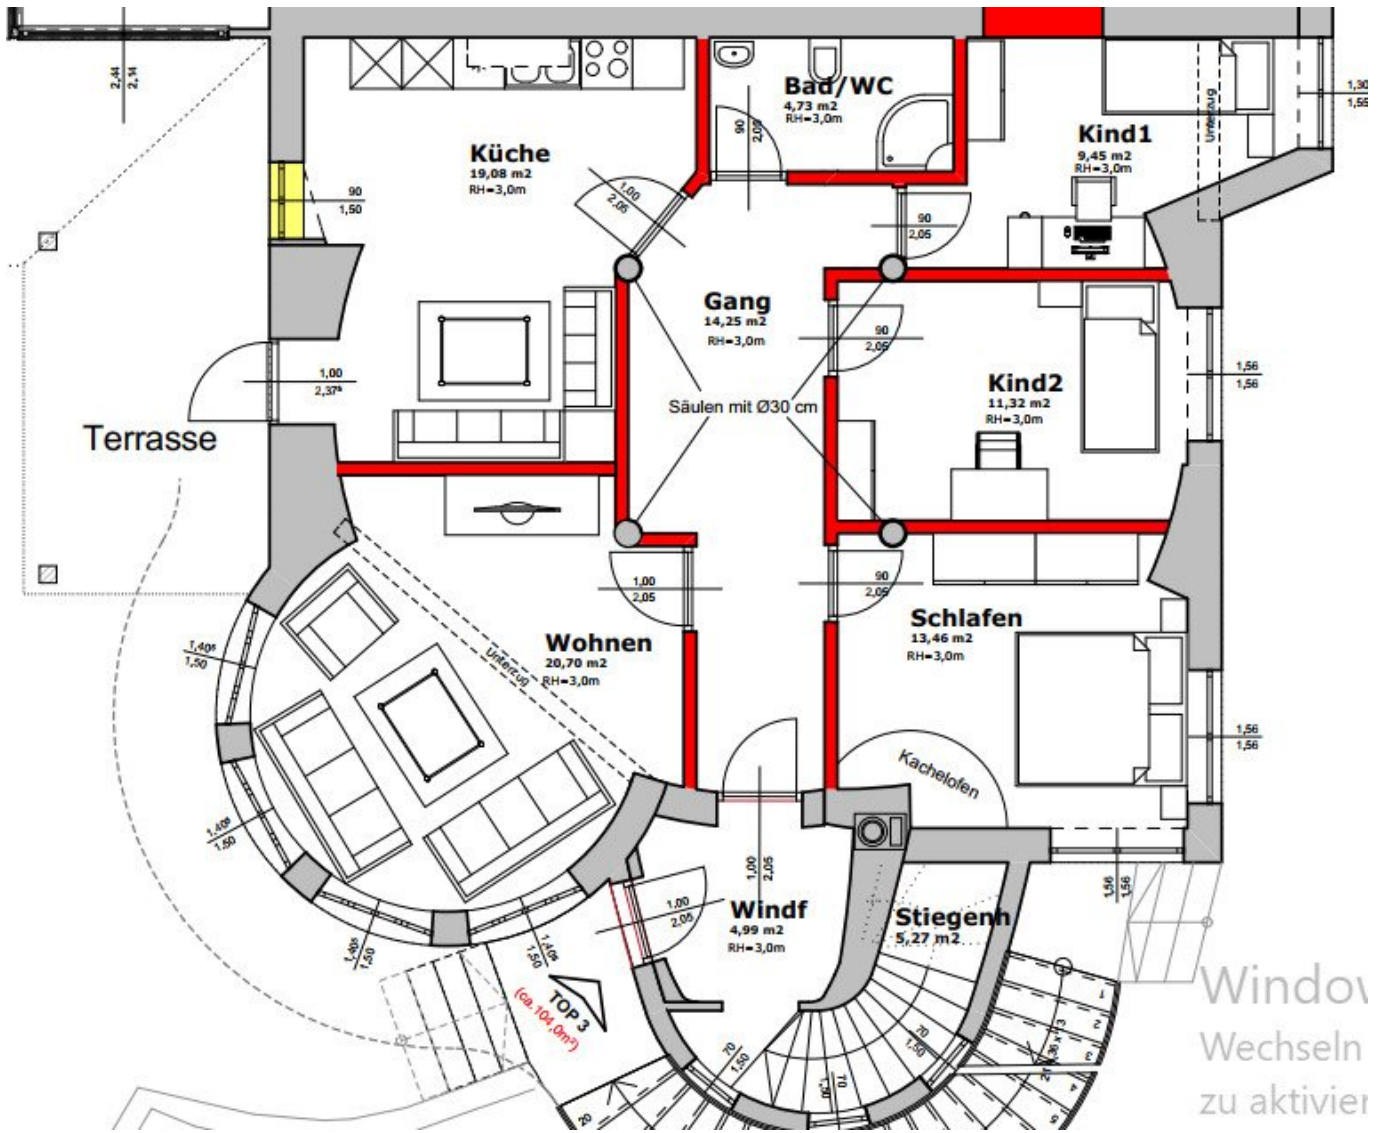 2,44
2,14
Küche
19,08 m2
RH=3,0m
90
1,50
1,00
2,05
90
2,05
Bad/WC
4,73 m2
RH=3,0m
Kind1
9,45 m2
RH=3,0m
Unterzug
1,30
1,55
90
2,05
Gang
14,25 m2
RH=3,0m
Säulen mit Ø30 cm
90
2,05
Kind2
11,32 m2
RH=3,0m
1,56
1,56
1,00
2,37⁵
Terrasse
1,00
2,05
90
2,05
Wohnen
20,70 m2
RH=3,0m
Unterzug
Schlafen
13,46 m2
RH=3,0m
1,56
1,56
Kachelofen
1,40⁵
1,50
1,40⁵
1,50
1,40⁵
1,50
1,40⁵
1,50
1,00
2,05
1,00
2,05
Windf
4,99 m2
RH=3,0m
Stiegenh
5,27 m2
1,56
1,56
TOP 3
(ca.104,0m²)
70
1,50
70
1,50
70
1,50
1
2
3
4
5
20
Window
Wechseln
zu aktivier